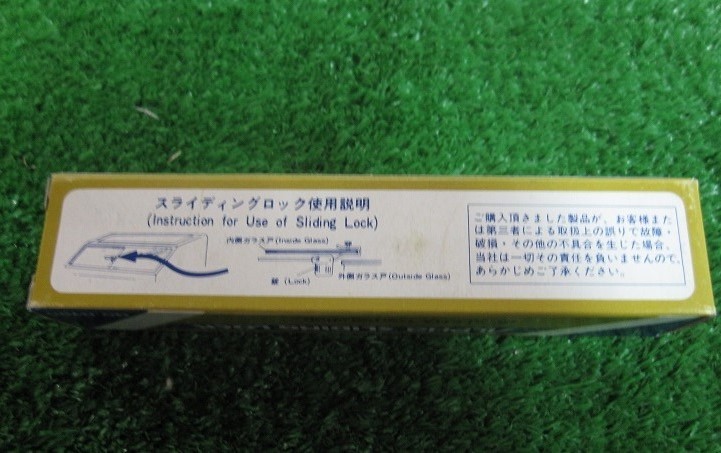 スライディングロック使用説明
(Instruction for Use of Sliding Lock)
内側ガラス戸(Inside Glass)
錠 (Lock)
外側ガラス戸(Outside Glass)
ご購入頂きました製品が、お客様また
は第三者による取扱上の誤りで故障・
破損・その他の不具合を生じた場合、
当社は一切その責任を負いませんので、
あらかじめご了承ください。